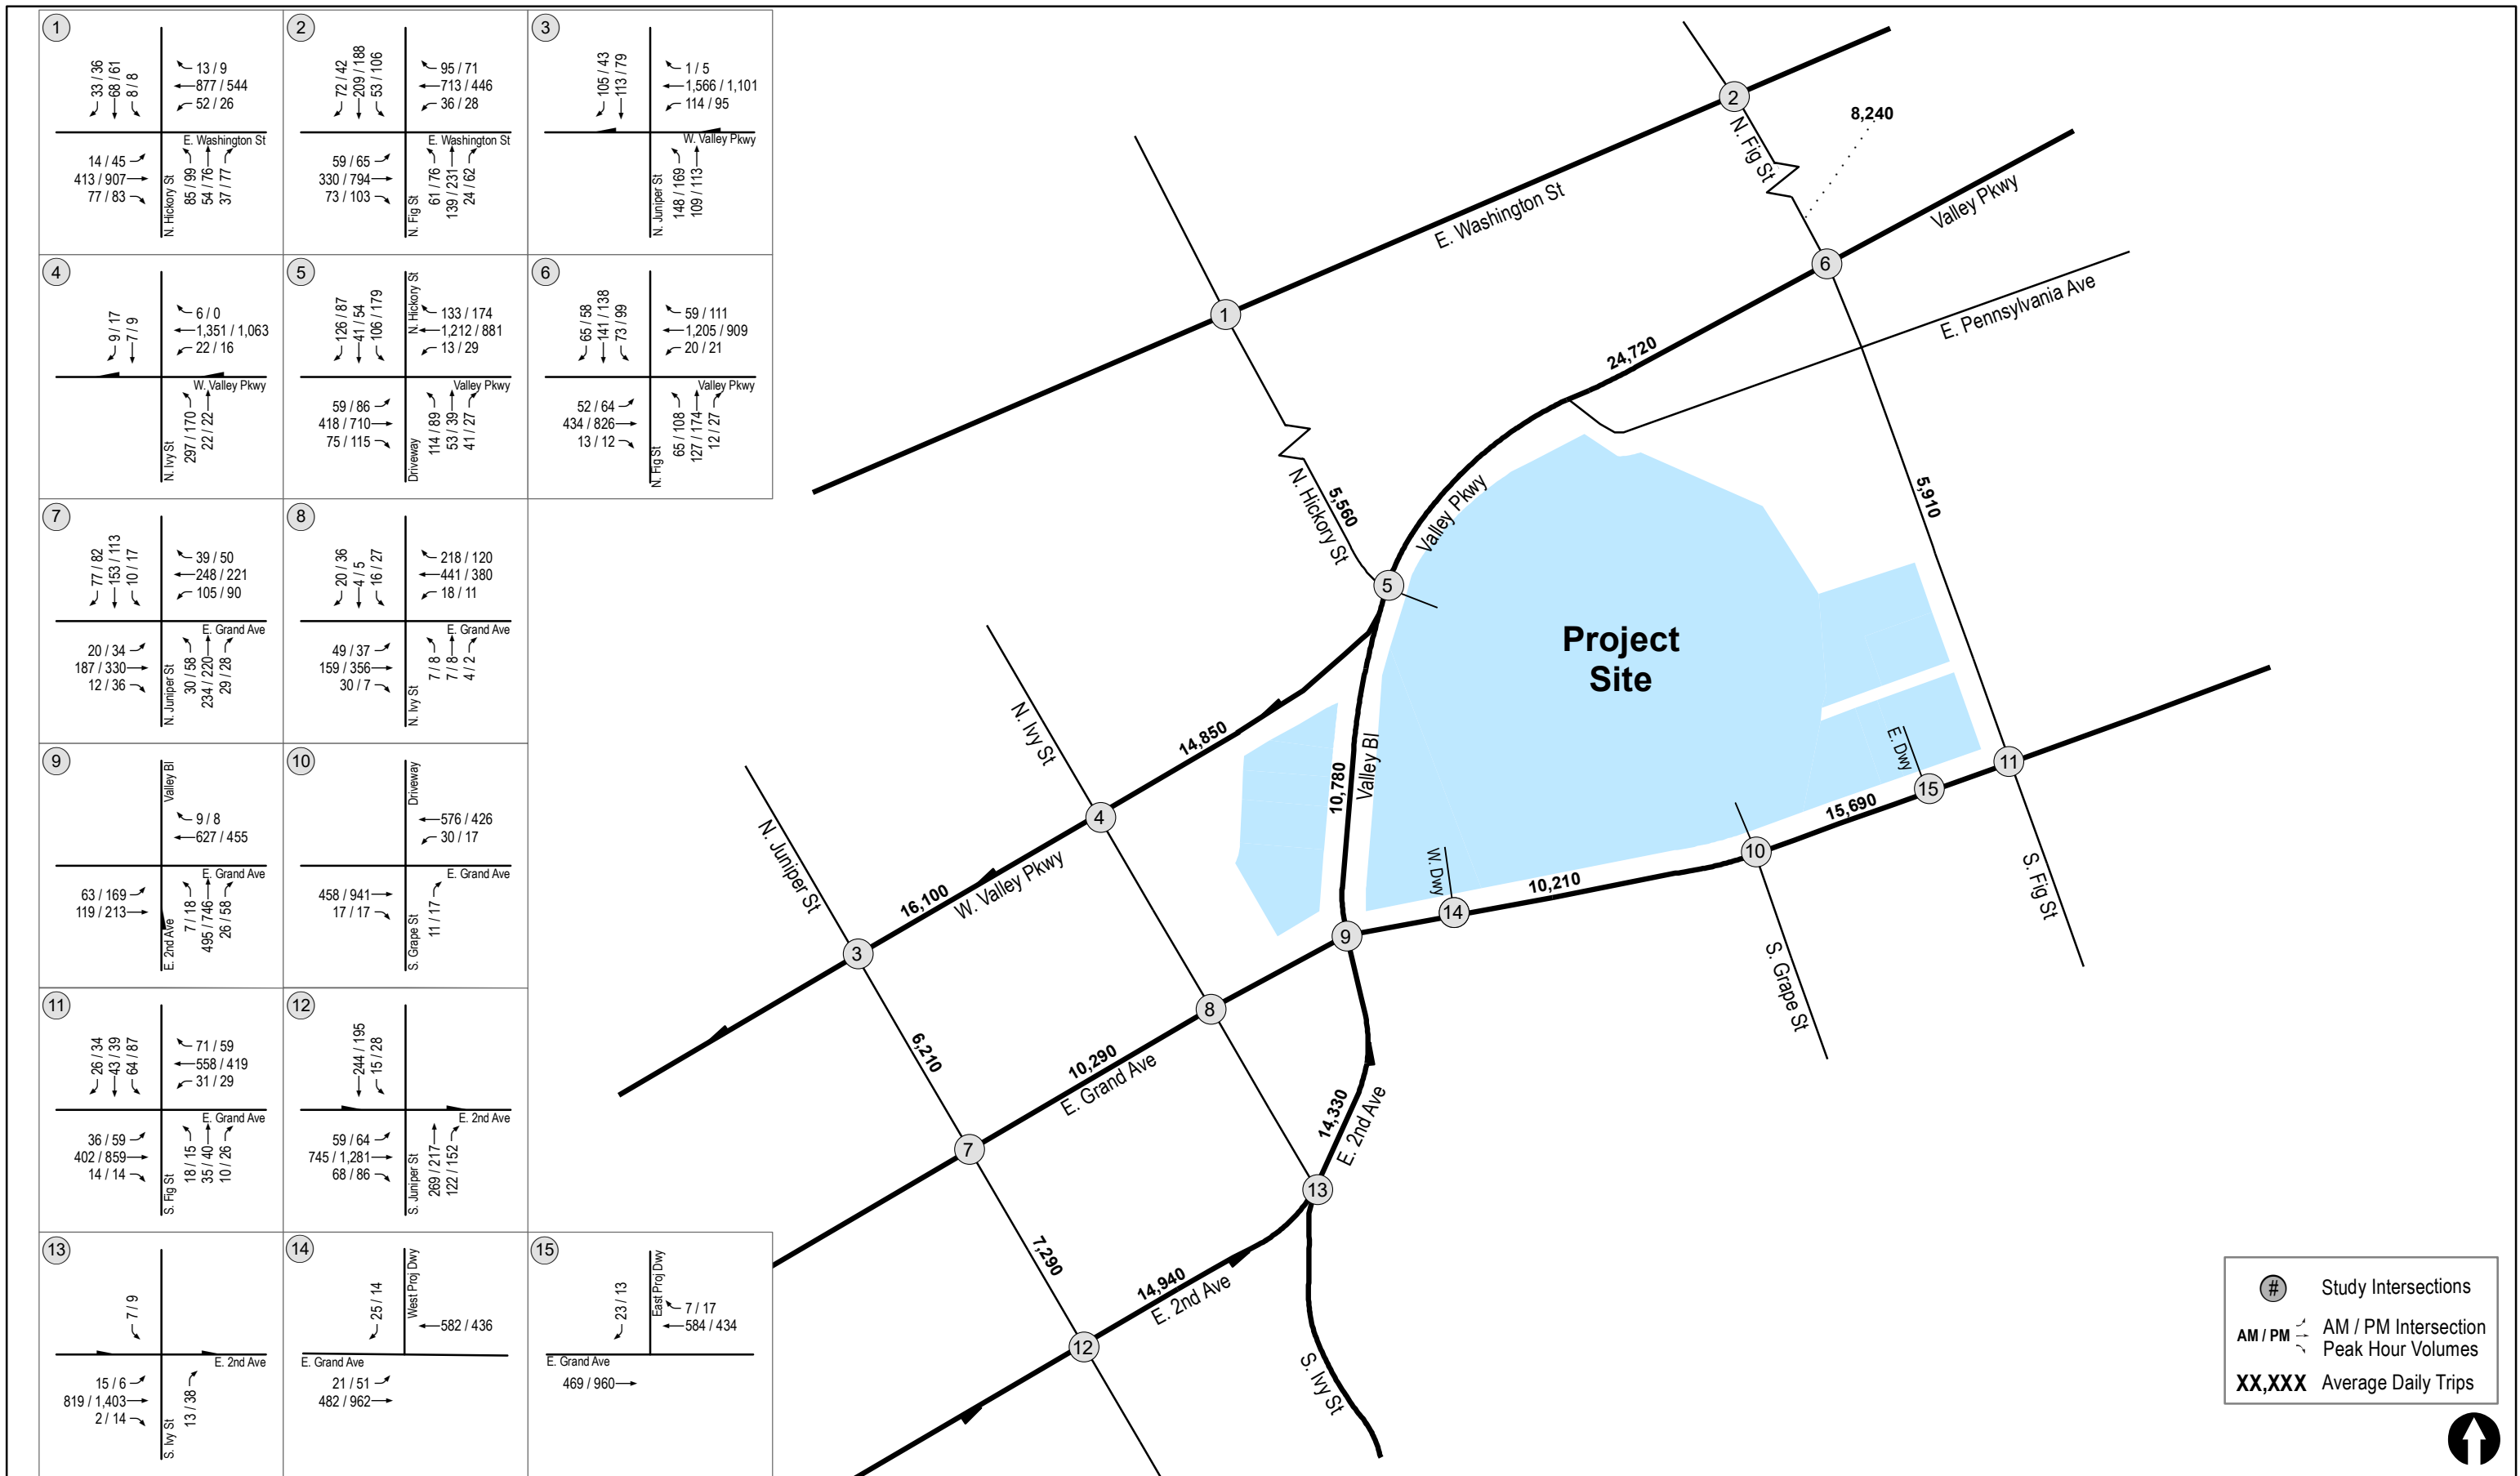 1
33 / 36
68 / 61
8 / 8
13 / 9
877 / 544
52 / 26
E. Washington St
14 / 45
413 / 907
77 / 83
N. Hickory St
85 / 99
54 / 76
37 / 77
2
72 / 42
209 / 188
53 / 106
95 / 71
713 / 446
36 / 28
E. Washington St
59 / 65
330 / 794
73 / 103
N. Fig St
61 / 76
139 / 231
24 / 62
3
105 / 43
113 / 79
1 / 5
1,566 / 1,101
114 / 95
W. Valley Pkwy
N. Juniper St
148 / 169
109 / 113
4
9 / 17
7 / 9
6 / 0
1,351 / 1,063
22 / 16
W. Valley Pkwy
N. Ivy St
297 / 170
22 / 22
5
126 / 87
41 / 54
106 / 179
N. Hickory St
133 / 174
1,212 / 881
13 / 29
Valley Pkwy
59 / 86
418 / 710
75 / 115
Driveway
114 / 89
53 / 39
41 / 27
6
65 / 58
141 / 138
73 / 99
59 / 111
1,205 / 909
20 / 21
Valley Pkwy
52 / 64
434 / 826
13 / 12
N. Fig St
65 / 108
127 / 174
12 / 27
7
77 / 82
153 / 113
10 / 17
39 / 50
248 / 221
105 / 90
E. Grand Ave
20 / 34
187 / 330
12 / 36
N. Juniper St
30 / 58
234 / 220
29 / 28
8
20 / 36
4 / 5
16 / 27
218 / 120
441 / 380
18 / 11
E. Grand Ave
49 / 37
159 / 356
30 / 7
N. Ivy St
7 / 8
7 / 8
4 / 2
9
Valley Bl
9 / 8
627 / 455
E. Grand Ave
63 / 169
119 / 213
E. 2nd Ave
7 / 18
495 / 746
26 / 58
10
Driveway
576 / 426
30 / 17
E. Grand Ave
458 / 941
17 / 17
S. Grape St
11 / 17
11
26 / 34
43 / 39
64 / 87
71 / 59
558 / 419
31 / 29
E. Grand Ave
36 / 59
402 / 859
14 / 14
S. Fig St
18 / 15
35 / 40
10 / 26
12
244 / 195
15 / 28
E. 2nd Ave
59 / 64
745 / 1,281
68 / 86
S. Juniper St
269 / 217
122 / 152
13
7 / 9
E. 2nd Ave
15 / 6
819 / 1,403
2 / 14
S. Ivy St
13 / 38
14
25 / 14
West Proj Dwy
582 / 436
E. Grand Ave
21 / 51
482 / 962
15
23 / 13
East Proj Dwy
7 / 17
584 / 434
E. Grand Ave
469 / 960
2
8,240
N. Fig St
E. Washington St
Valley Pkwy
6
E. Pennsylvania Ave
1
24,720
5,560
N. Hickory St
Valley Pkwy
5,910
5
Project
Site
N. Ivy St
14,850
10,780
Valley Bl
E. Dwy
11
15
15,690
4
N. Juniper St
10
W. Dwy
S. Fig St
16,100
W. Valley Pkwy
10,210
14
9
3
S. Grape St
8
6,210
10,290
E. Grand Ave
14,330
E. 2nd Ave
7
13
7,290
14,940
E. 2nd Ave
12
S. Ivy St
# Study Intersections
AM / PM AM / PM Intersection
Peak Hour Volumes
XX,XXX Average Daily Trips